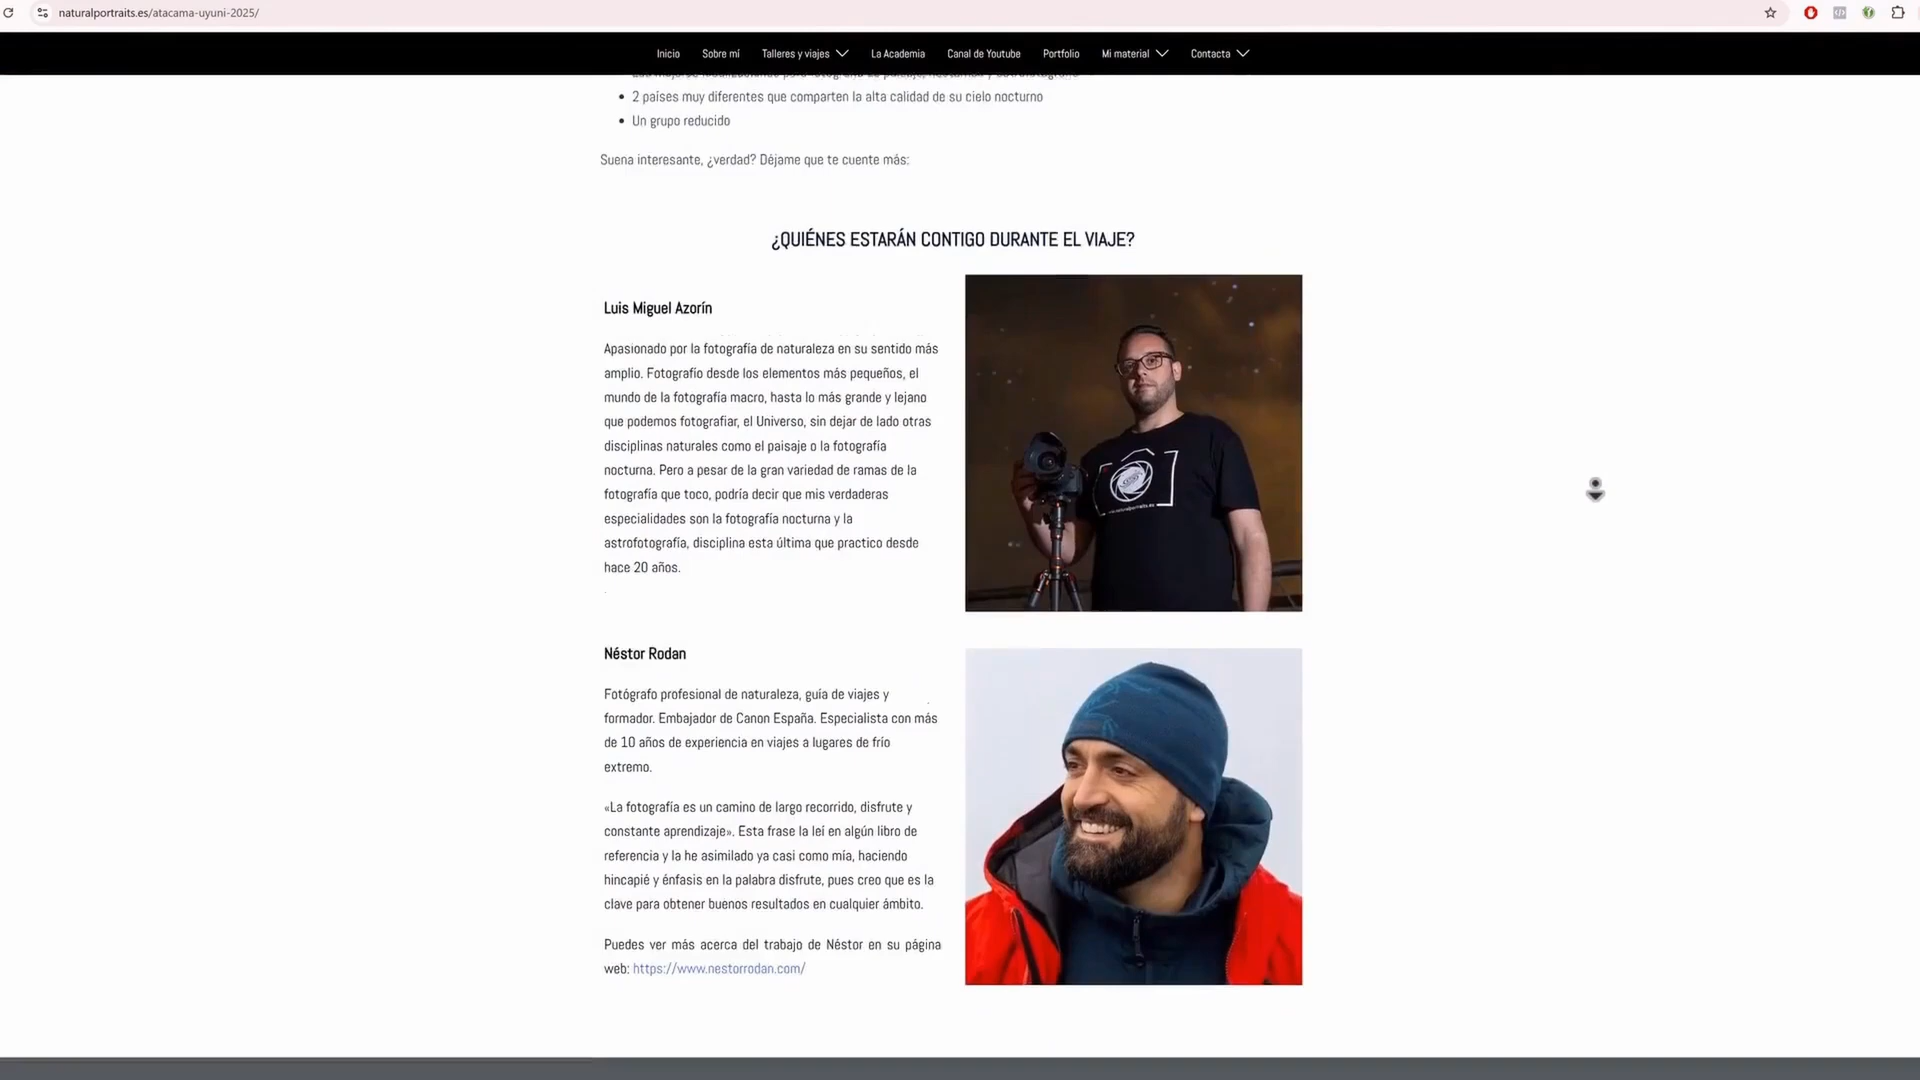 naturalportraits.es/atacama-uyuni-2025/
Inicio Sobre mí Talleres y viajes La Academia Canal de Youtube Portfolio Mi material Contacta
2 países muy diferentes que comparten la alta calidad de su cielo nocturno
Un grupo reducido
Suena interesante, ¿verdad? Déjame que te cuente más:
¿QUIÉNES ESTARÁN CONTIGO DURANTE EL VIAJE?
Luis Miguel Azorín
Apasionado por la fotografía de naturaleza en su sentido más
amplio. Fotografío desde los elementos más pequeños, el
mundo de la fotografía macro, hasta lo más grande y lejano
que podemos fotografiar, el Universo, sin dejar de lado otras
disciplinas naturales como el paisaje o la fotografía
nocturna. Pero a pesar de la gran variedad de ramas de la
fotografía que toco, podría decir que mis verdaderas
especialidades son la fotografía nocturna y la
astrofotografía, disciplina esta última que practico desde
hace 20 años.
www.naturalportraits.es
Néstor Rodan
Fotógrafo profesional de naturaleza, guía de viajes y
formador. Embajador de Canon España. Especialista con más
de 10 años de experiencia en viajes a lugares de frío
extremo.
«La fotografía es un camino de largo recorrido, disfrute y
constante aprendizaje». Esta frase la leí en algún libro de
referencia y la he asimilado ya casi como mía, haciendo
hincapié y énfasis en la palabra disfrute, pues creo que es la
clave para obtener buenos resultados en cualquier ámbito.
Puedes ver más acerca del trabajo de Néstor en su página
web: https://www.nestorrodan.com/